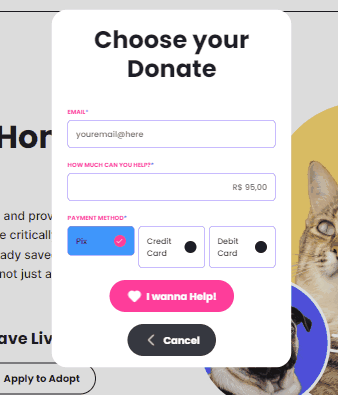 Choose your
Donate
EMAIL*
youremail@here
HOW MUCH CAN YOU HELP?*
R$ 95,00
PAYMENT METHOD*
Pix
Credit
Card
Debit
Card
I wanna Help!
Cancel
Hor
and prov
e critically
ady save
not just a
ave Liv
Apply to Adopt